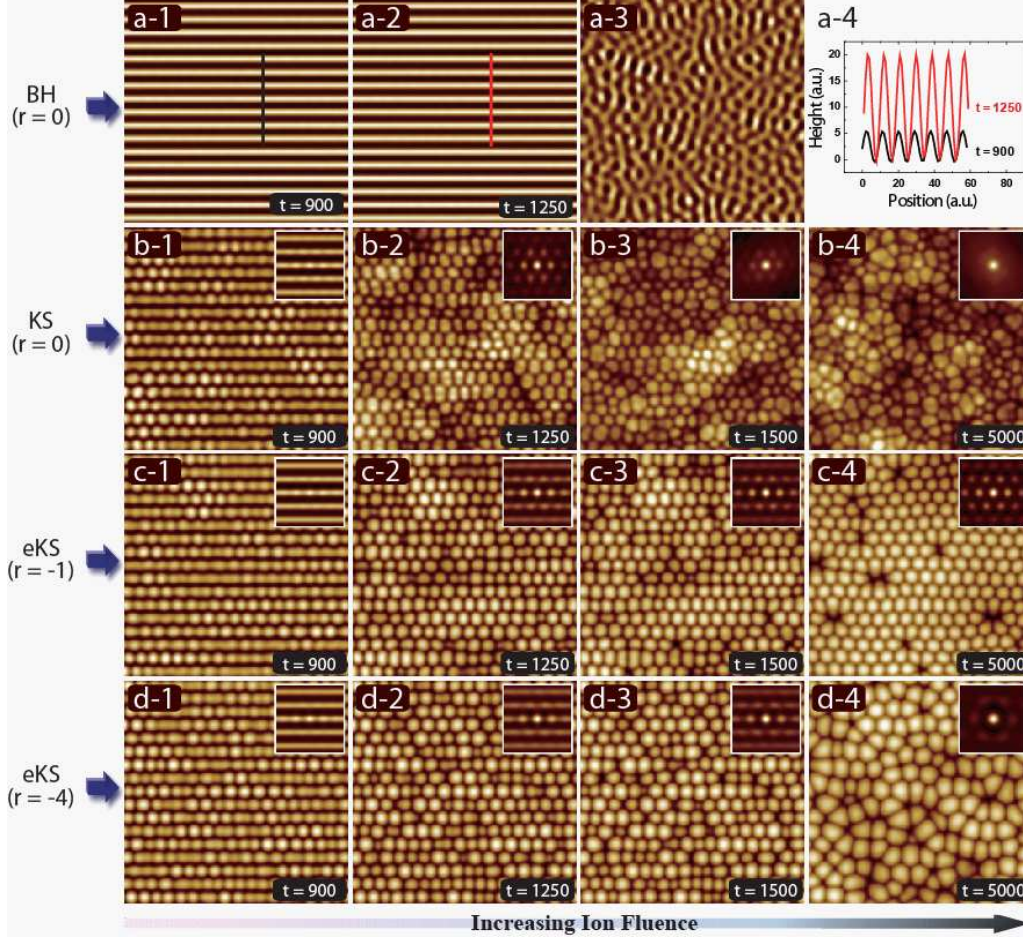 a-1
a-2
a-3
a-4
BH
(r = 0)
t = 900
t = 1250
Height (a.u.)
20
15
10
5
0
t = 1250
t = 900
0 20 40 60 80
Position (a.u.)
b-1
b-2
b-3
b-4
KS
(r = 0)
t = 900
t = 1250
t = 1500
t = 5000
c-1
c-2
c-3
c-4
eKS
(r = -1)
t = 900
t = 1250
t = 1500
t = 5000
d-1
d-2
d-3
d-4
eKS
(r = -4)
t = 900
t = 1250
t = 1500
t = 5000
Increasing Ion Fluence